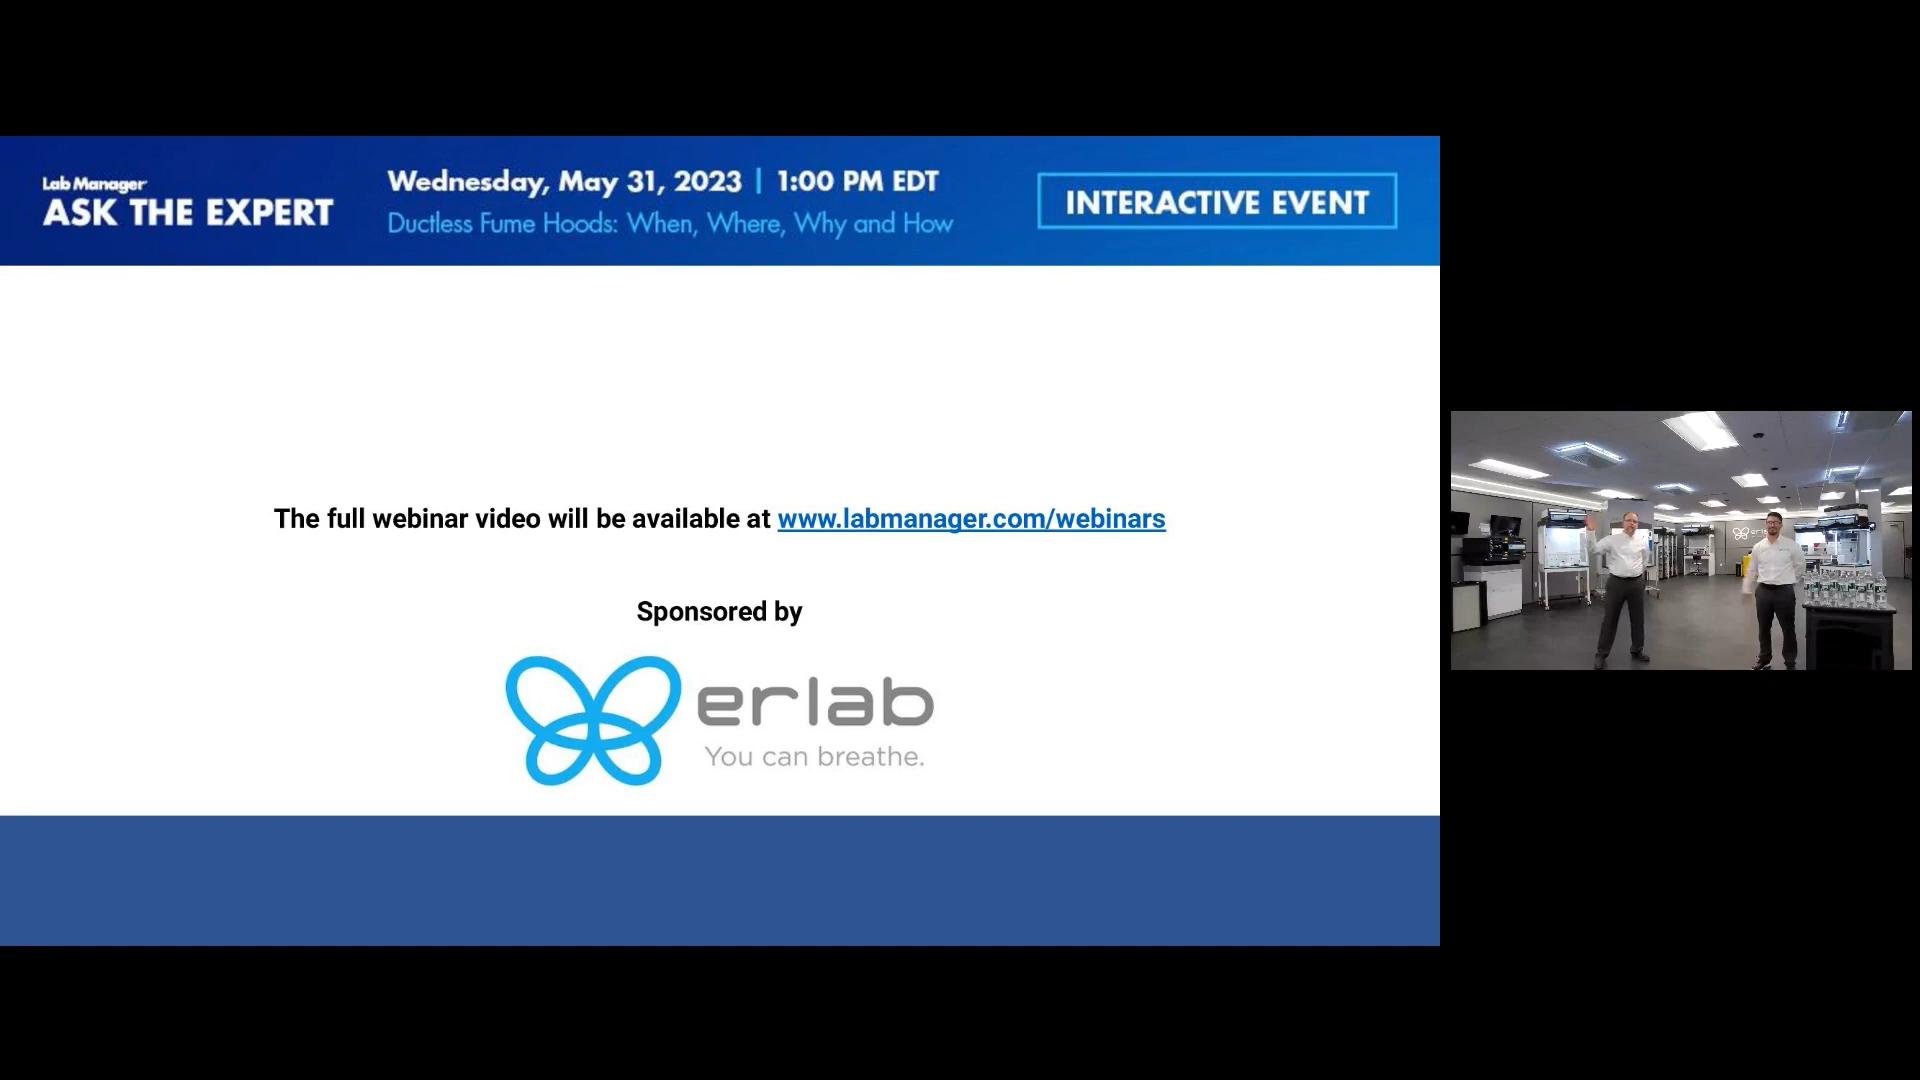 Lab Manager
ASK THE EXPERT
Wednesday, May 31, 2023 | 1:00 PM EDT
Ductless Fume Hoods: When, Where, Why and How
INTERACTIVE EVENT
The full webinar video will be available at www.labmanager.com/webinars
Sponsored by
erlab
You can breathe.